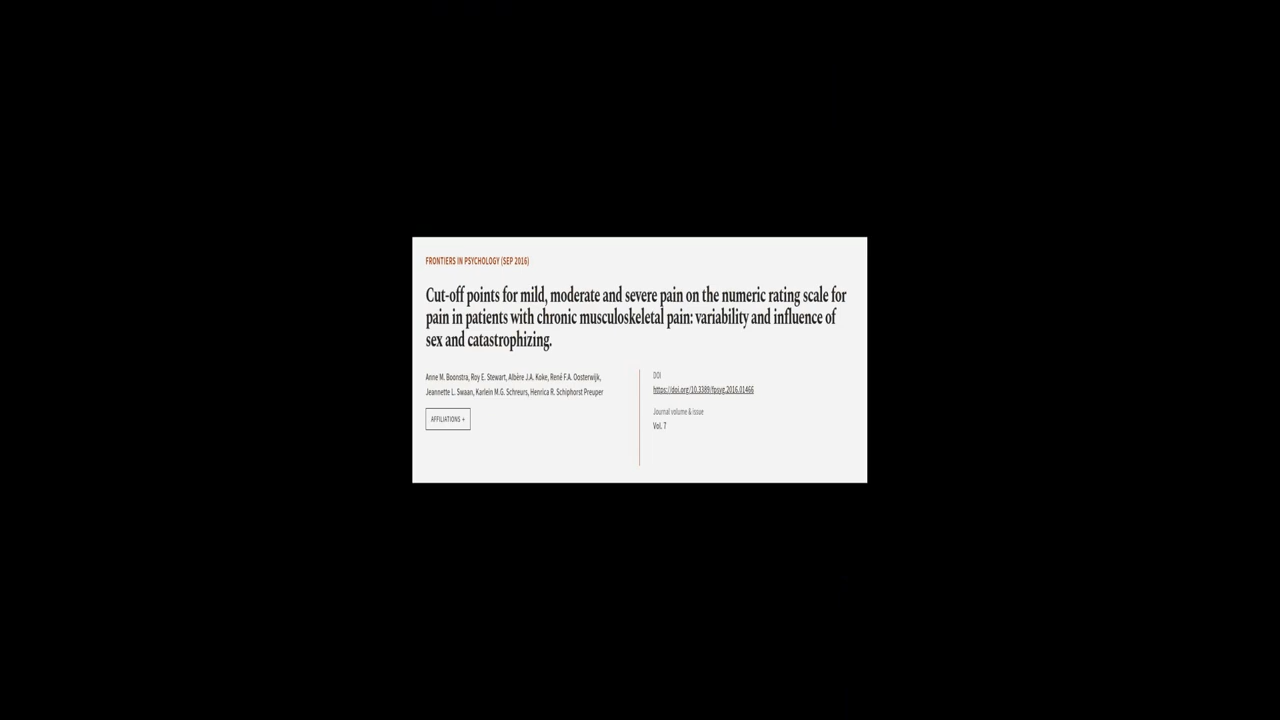 FRONTIERS IN PSYCHOLOGY (SEP 2016)
Cut-off points for mild, moderate and severe pain on the numeric rating scale for
pain in patients with chronic musculoskeletal pain: variability and influence of
sex and catastrophizing.
Anne M. Boonstra, Roy E. Stewart, Albère J.A. Koke, René F.A. Oosterwijk,
Jeannette L. Swaan, Karlein M.G. Schreurs, Henrica R. Schiphorst Preuper
AFFILIATIONS +
DOI
https://doi.org/10.3389/fpsyg.2016.01466
Journal volume & issue
Vol. 7